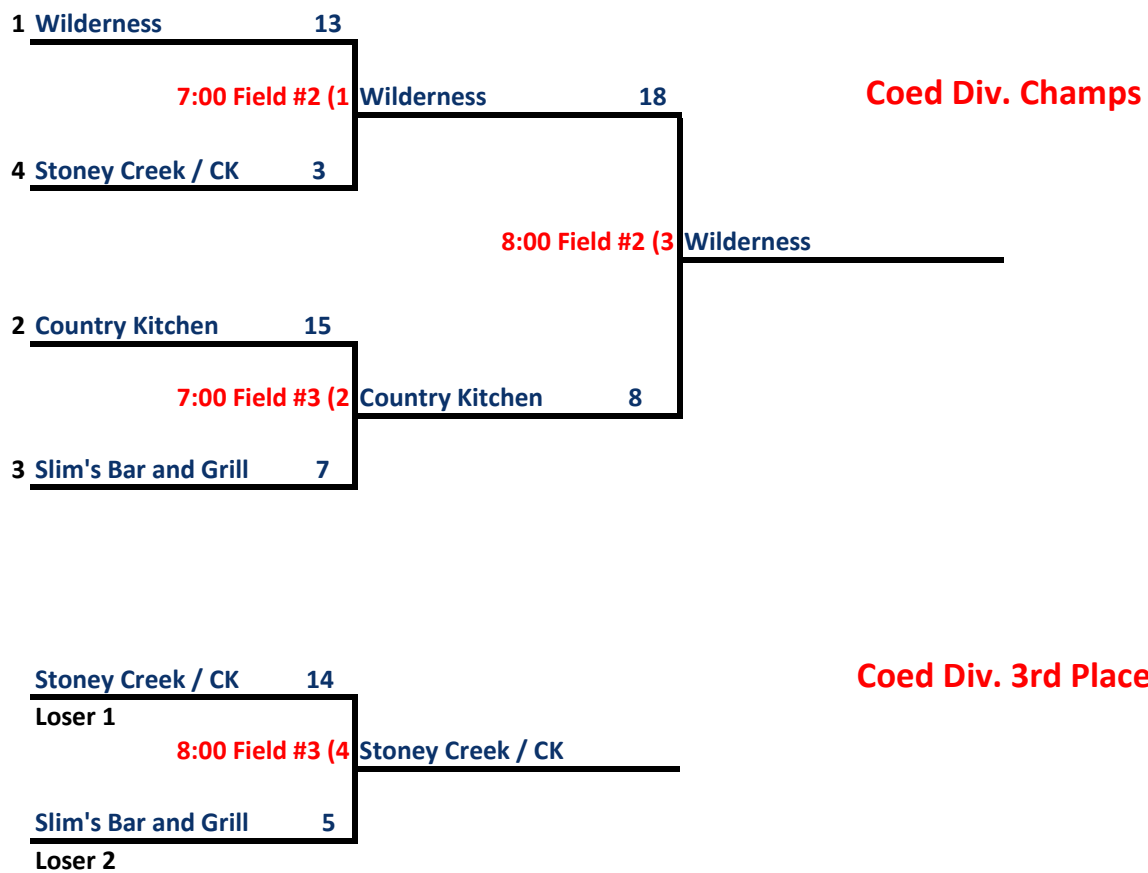 1 Wilderness 13
7:00 Field #2 (1 Wilderness 18 Coed Div. Champs
4 Stoney Creek / CK 3
8:00 Field #2 (3 Wilderness
2 Country Kitchen 15
7:00 Field #3 (2 Country Kitchen 8
3 Slim's Bar and Grill 7
Stoney Creek / CK 14 Coed Div. 3rd Place
Loser 1
8:00 Field #3 (4 Stoney Creek / CK
Slim's Bar and Grill 5
Loser 2